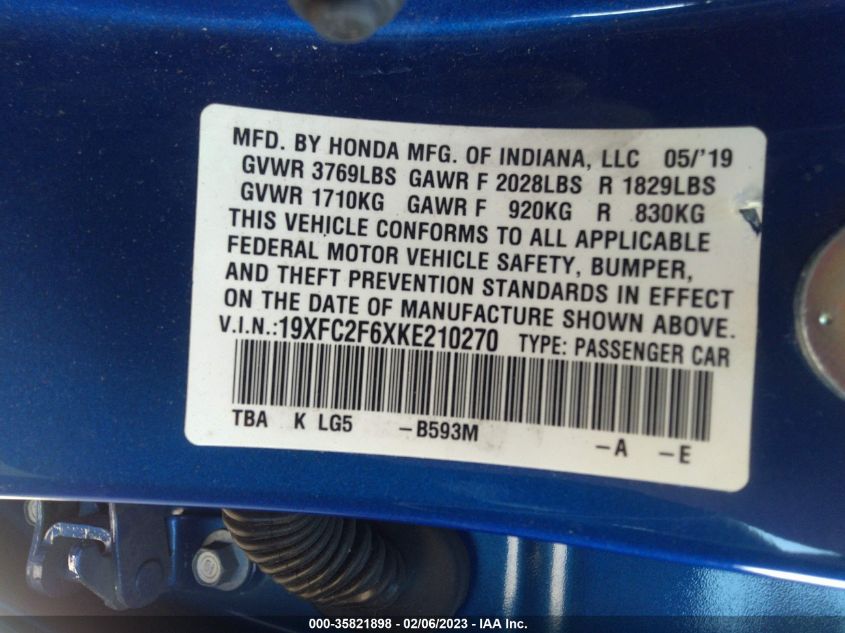 MFD. BY HONDA MFG. OF INDIANA, LLC 05/'19
GVWR 3769LBS GAWR F 2028LBS R 1829LBS
GVWR 1710KG GAWR F 920KG R 830KG
THIS VEHICLE CONFORMS TO ALL APPLICABLE
FEDERAL MOTOR VEHICLE SAFETY, BUMPER,
AND THEFT PREVENTION STANDARDS IN EFFECT
ON THE DATE OF MANUFACTURE SHOWN ABOVE.
V.I.N.:19XFC2F6XKE210270 TYPE: PASSENGER CAR
TBA K LG5 -B593M -A -E
000-35821898 - 02/06/2023 - IAA Inc.